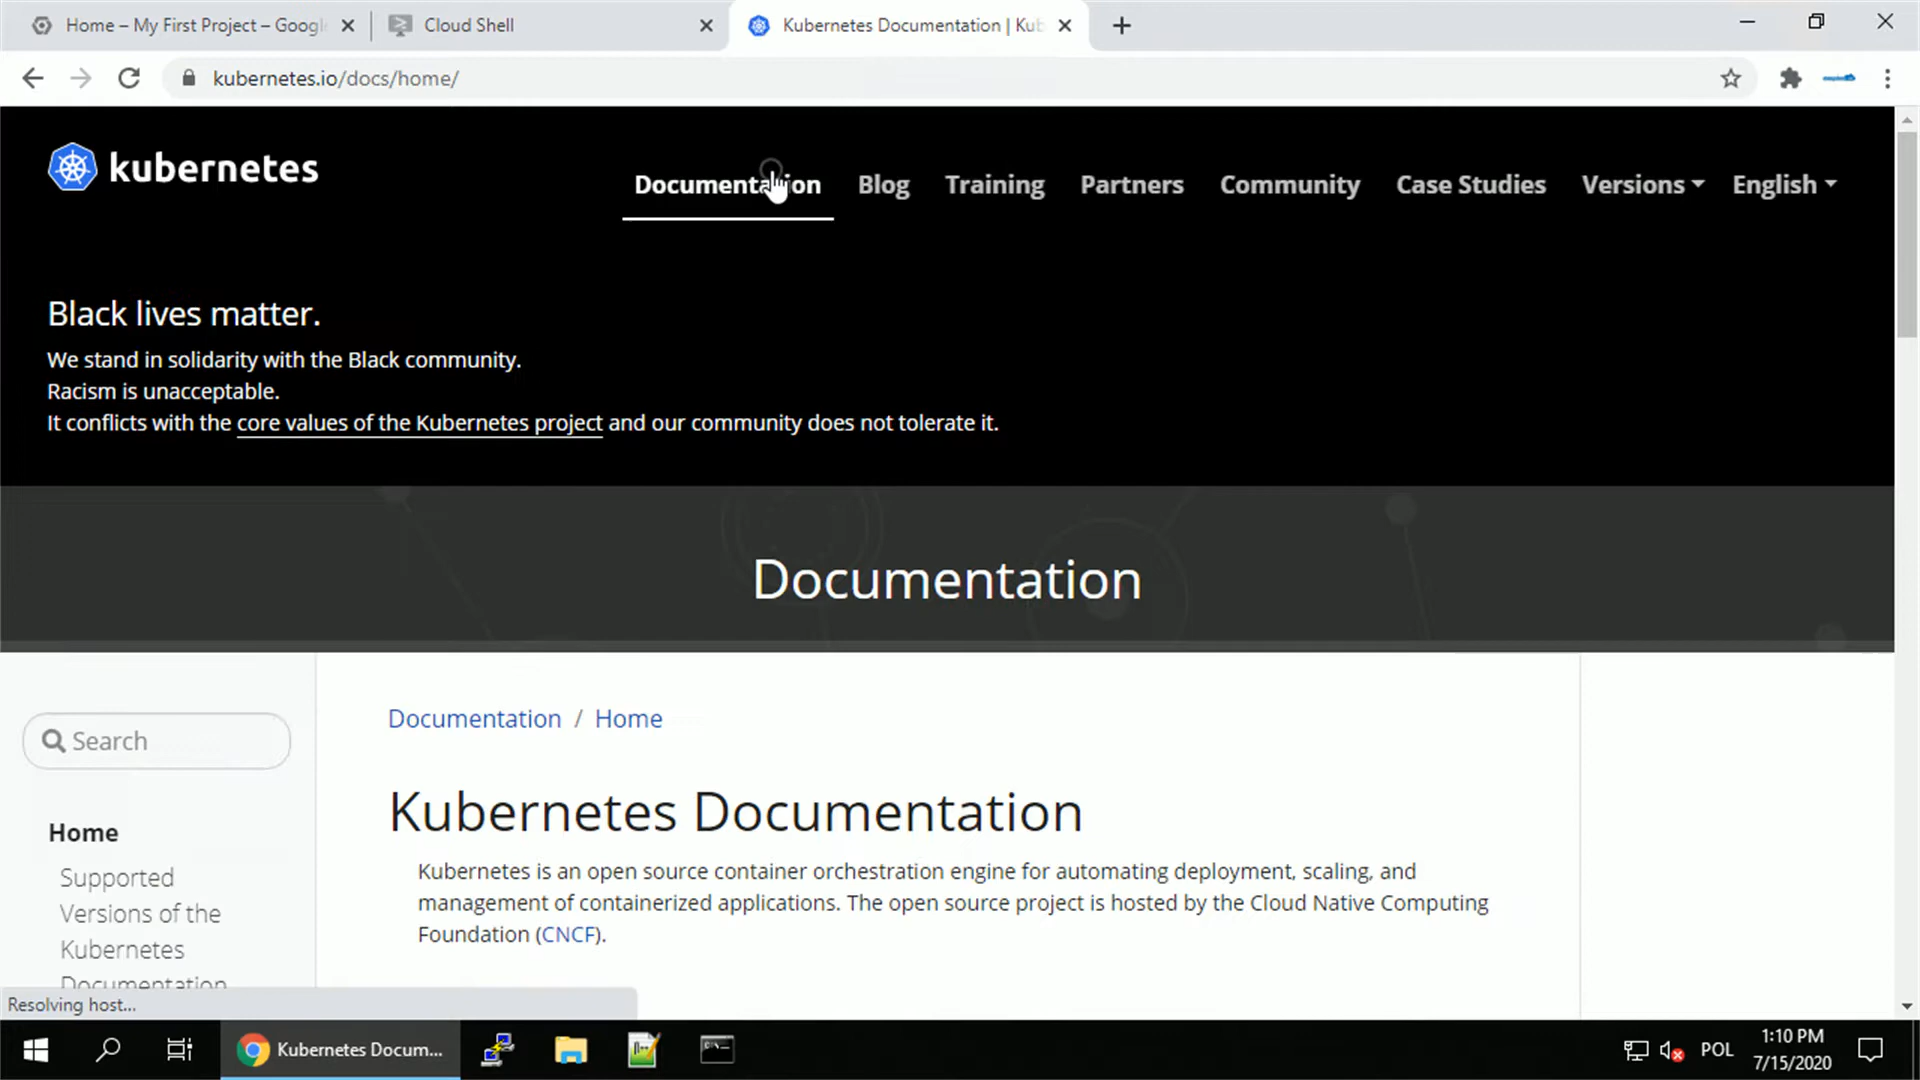 Home – My First Project – Googl
Cloud Shell
Kubernetes Documentation | Kub
kubernetes.io/docs/home/
kubernetes
Documentation
Blog
Training
Partners
Community
Case Studies
Versions
English
Black lives matter.
We stand in solidarity with the Black community.
Racism is unacceptable.
It conflicts with the core values of the Kubernetes project and our community does not tolerate it.
Documentation
Search
Documentation / Home
Home
Supported
Versions of the
Kubernetes
Documentation
Kubernetes Documentation
Kubernetes is an open source container orchestration engine for automating deployment, scaling, and
management of containerized applications. The open source project is hosted by the Cloud Native Computing
Foundation (CNCF).
Resolving host...
Kubernetes Docum...
POL
1:10 PM
7/15/2020